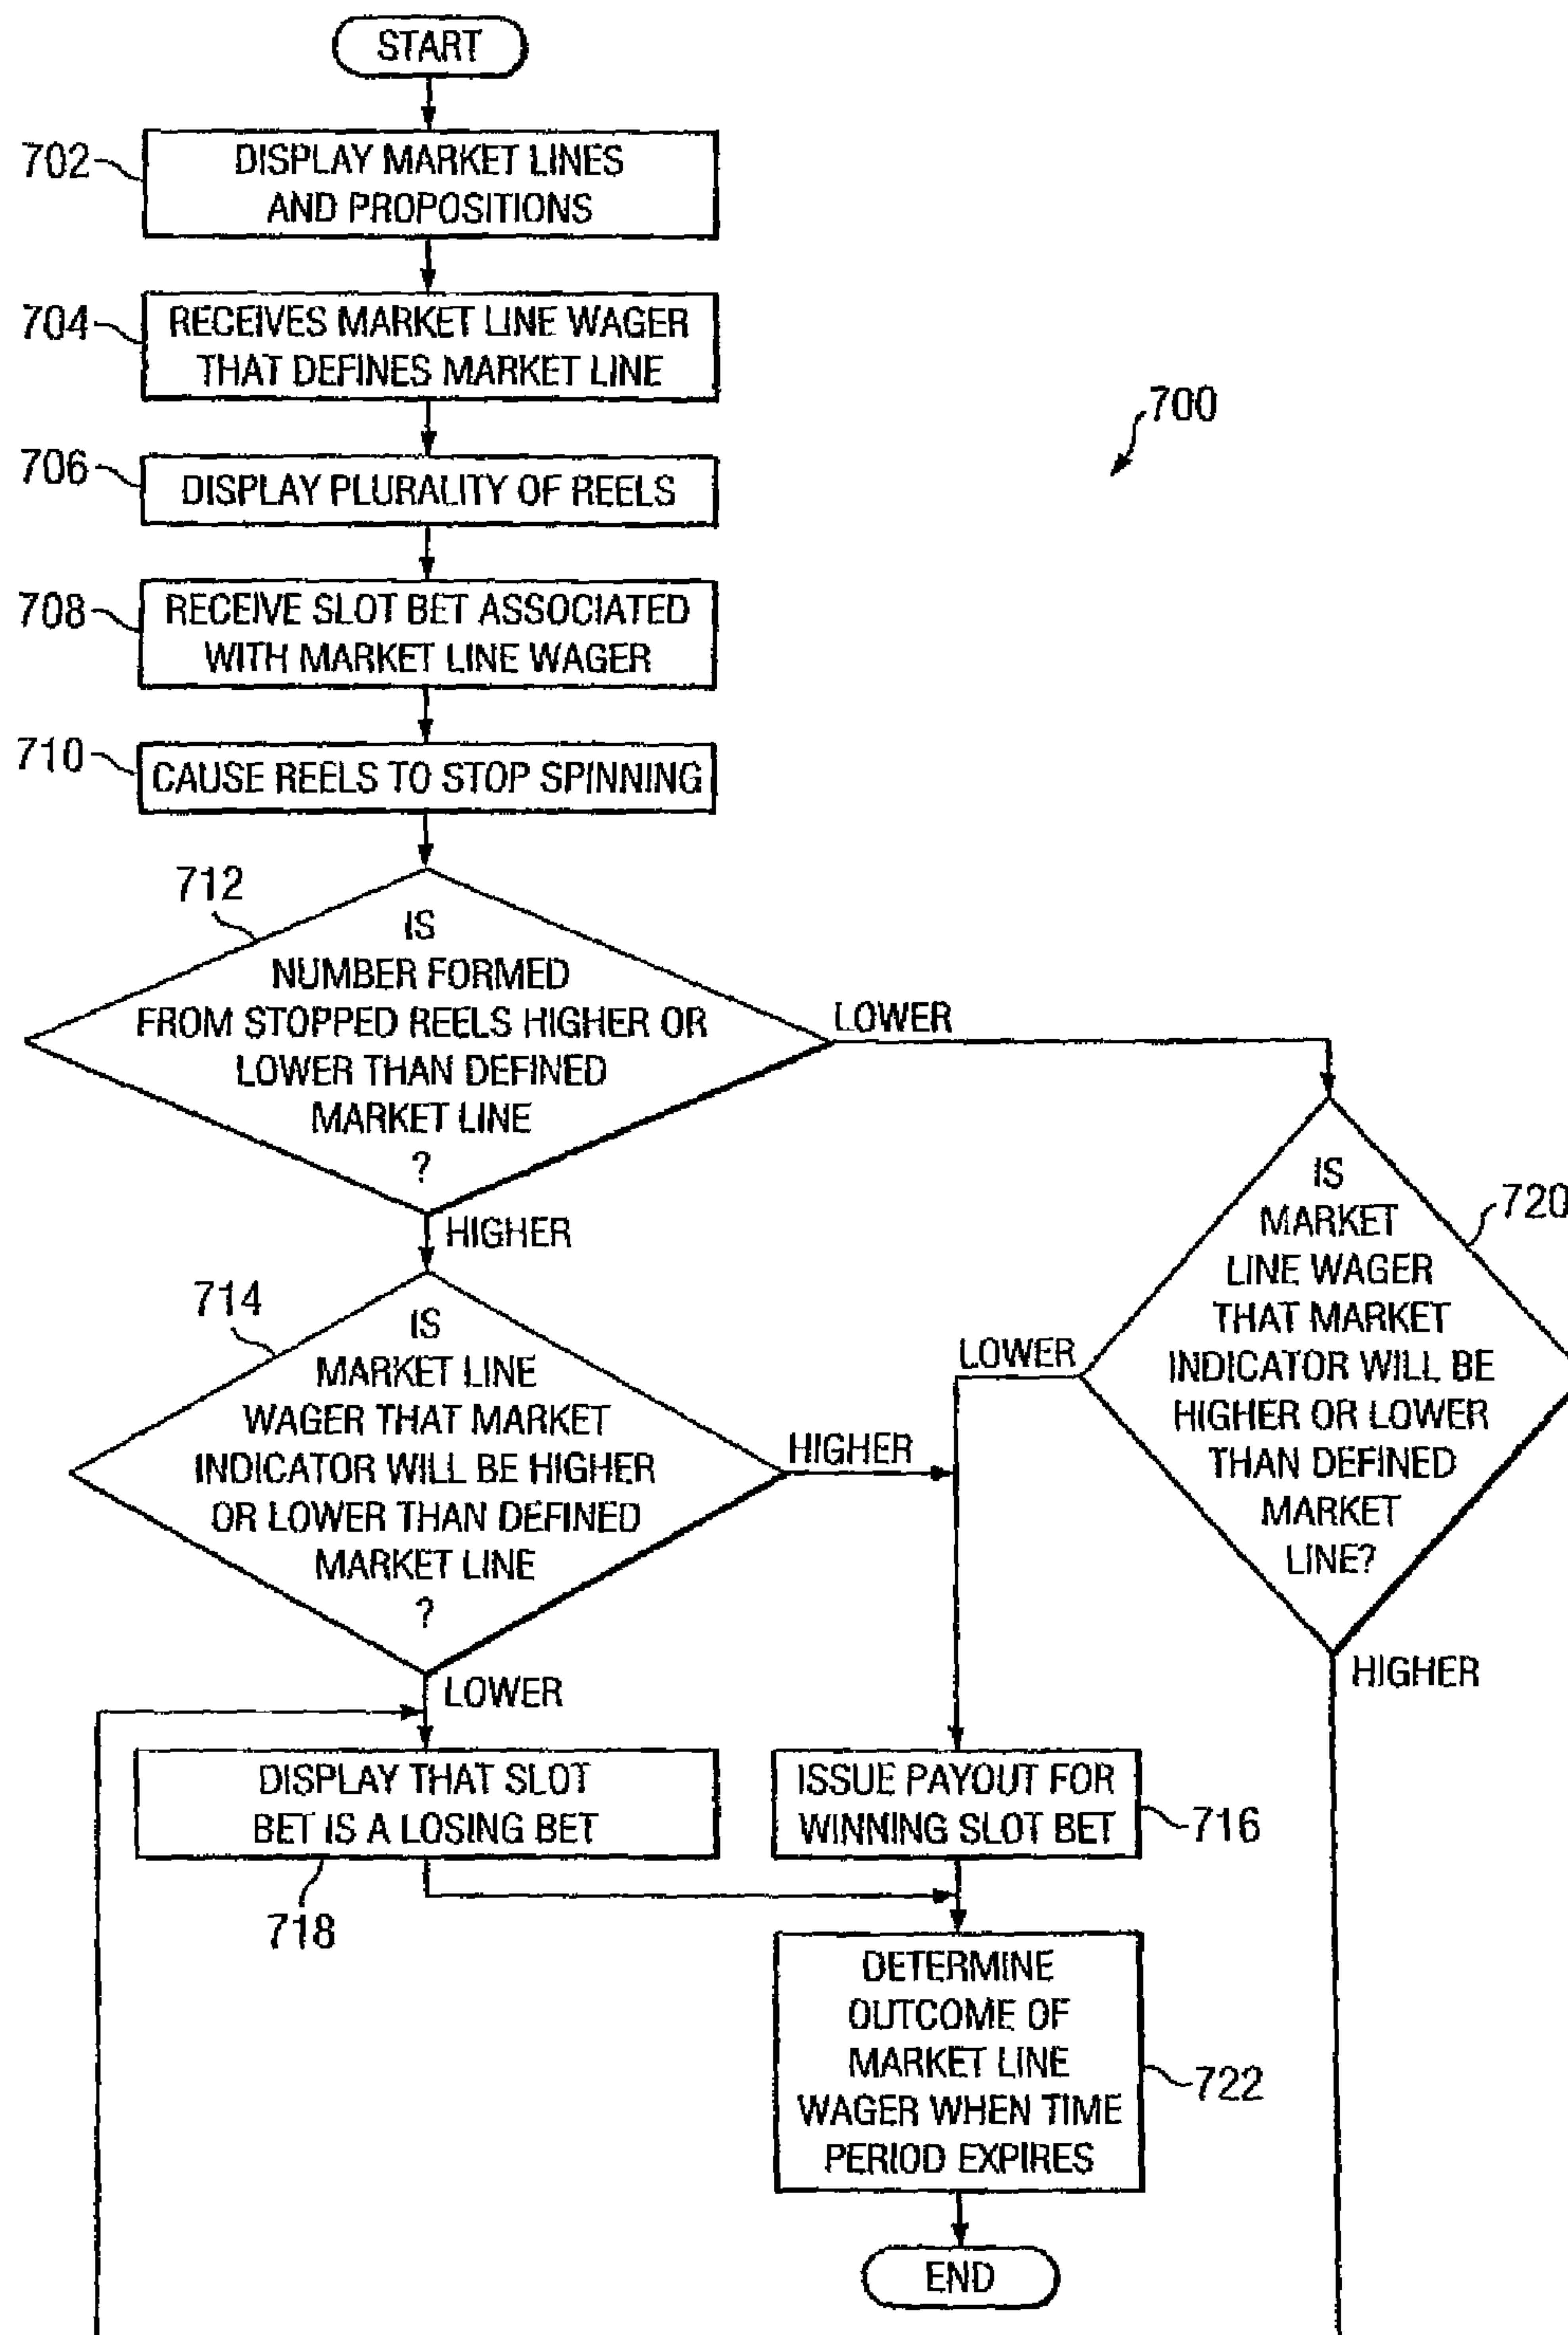 START
702
DISPLAY MARKET LINES
AND PROPOSITIONS
704
RECEIVES MARKET LINE WAGER
THAT DEFINES MARKET LINE
700
706
DISPLAY PLURALITY OF REELS
708
RECEIVE SLOT BET ASSOCIATED
WITH MARKET LINE WAGER
710
CAUSE REELS TO STOP SPINNING
712
IS
NUMBER FORMED
FROM STOPPED REELS HIGHER OR
LOWER THAN DEFINED
MARKET LINE
?
LOWER
HIGHER
720
IS
MARKET
LINE WAGER
THAT MARKET
INDICATOR WILL BE
HIGHER OR LOWER
THAN DEFINED
MARKET
LINE?
LOWER
HIGHER
714
IS
MARKET LINE
WAGER THAT MARKET
INDICATOR WILL BE HIGHER
OR LOWER THAN DEFINED
MARKET LINE
?
HIGHER
LOWER
DISPLAY THAT SLOT
BET IS A LOSING BET
718
ISSUE PAYOUT FOR
WINNING SLOT BET
716
DETERMINE
OUTCOME OF
MARKET LINE
WAGER WHEN TIME
PERIOD EXPIRES
722
END